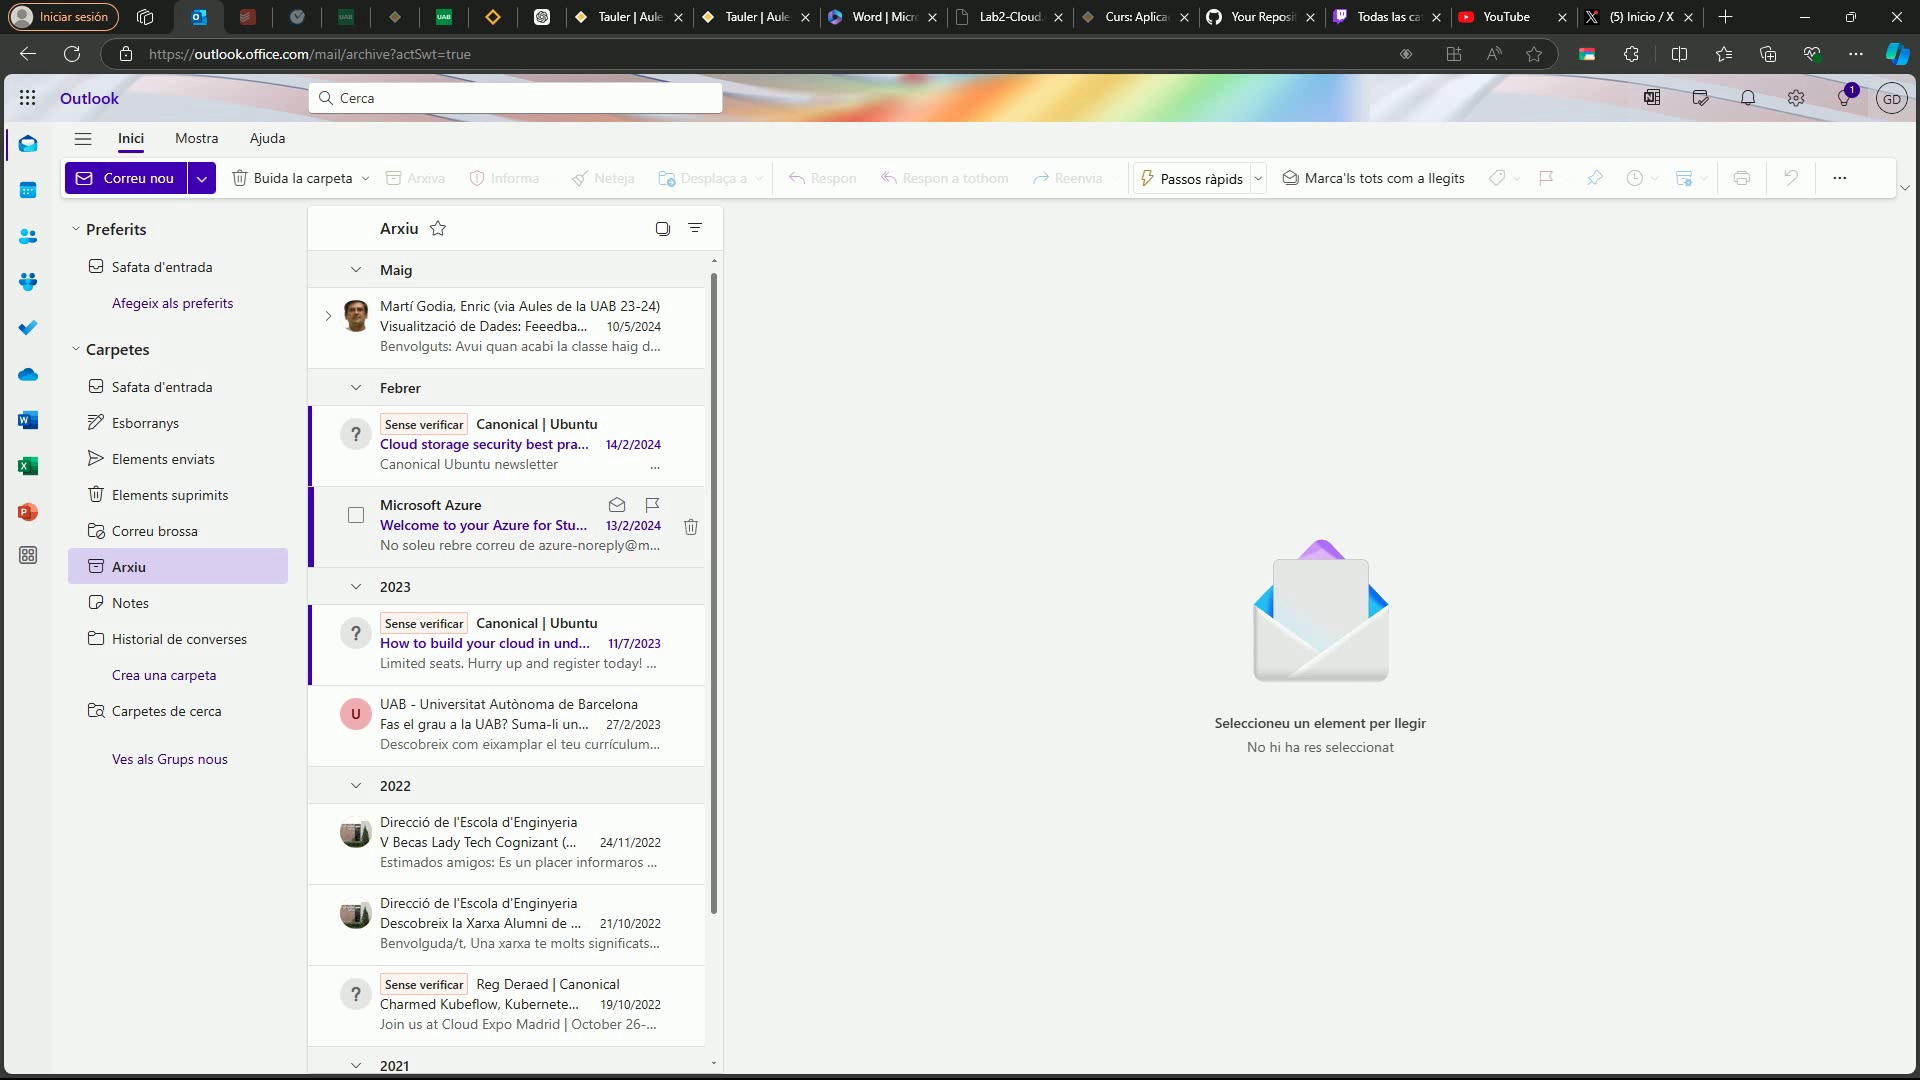 Iniciar sesión
UAB
UAB
Tauler | Aule
Tauler | Aule
Word | Micr
Lab2-Cloud
Curs: Aplica
Your Reposi
Todas las ca
YouTube
(5) Inicio / X
https://outlook.office.com/mail/archive?actSwt=true
Outlook
Cerca
1
GD
Inici
Mostra
Ajuda
Correu nou
Buida la carpeta
Arxiva
Informa
Neteja
Desplaça a
Respon
Respon a tothom
Reenvia
Passos ràpids
Marca'ls tots com a llegits
Preferits
Safata d'entrada
Afegeix als preferits
Carpetes
Safata d'entrada
Esborranys
Elements enviats
Elements suprimits
Correu brossa
Arxiu
Notes
Historial de converses
Crea una carpeta
Carpetes de cerca
Ves als Grups nous
Arxiu
Maig
Martí Godia, Enric (via Aules de la UAB 23-24)
Visualització de Dades: Feeedba... 10/5/2024
Benvolguts: Avui quan acabi la classe haig d...
Febrer
? Sense verificar Canonical | Ubuntu
Cloud storage security best pra... 14/2/2024
Canonical Ubuntu newsletter ...
Microsoft Azure
Welcome to your Azure for Stu... 13/2/2024
No soleu rebre correu de azure-noreply@m...
2023
? Sense verificar Canonical | Ubuntu
How to build your cloud in und... 11/7/2023
Limited seats. Hurry up and register today! ...
U UAB - Universitat Autònoma de Barcelona
Fas el grau a la UAB? Suma-li un... 27/2/2023
Descobreix com eixamplar el teu currículum...
2022
Direcció de l'Escola d'Enginyeria
V Becas Lady Tech Cognizant (... 24/11/2022
Estimados amigos: Es un placer informaros ...
Direcció de l'Escola d'Enginyeria
Descobreix la Xarxa Alumni de ... 21/10/2022
Benvolguda/t, Una xarxa te molts significats...
? Sense verificar Reg Deraed | Canonical
Charmed Kubeflow, Kubernete... 19/10/2022
Join us at Cloud Expo Madrid | October 26-...
2021
Seleccioneu un element per llegir
No hi ha res seleccionat